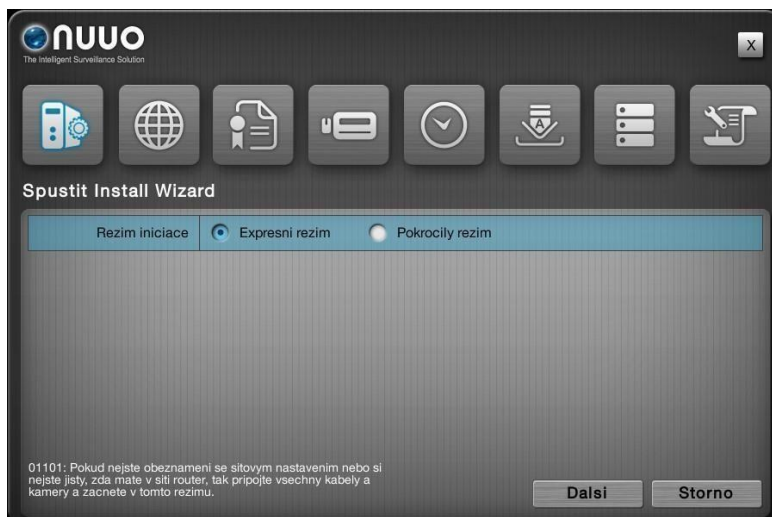 nuuo
The Intelligent Surveillance Solution
X
A
Spustit Install Wizard
Rezim iniciace
Expresni rezim
Pokrocily rezim
01101: Pokud nejste obeznameni se sitovym nastavenim nebo si
nejste jisty, zda mate v siti router, tak pripojte vsechny kabely a
kamery a zacnete v tomto rezimu.
Dalsi
Storno